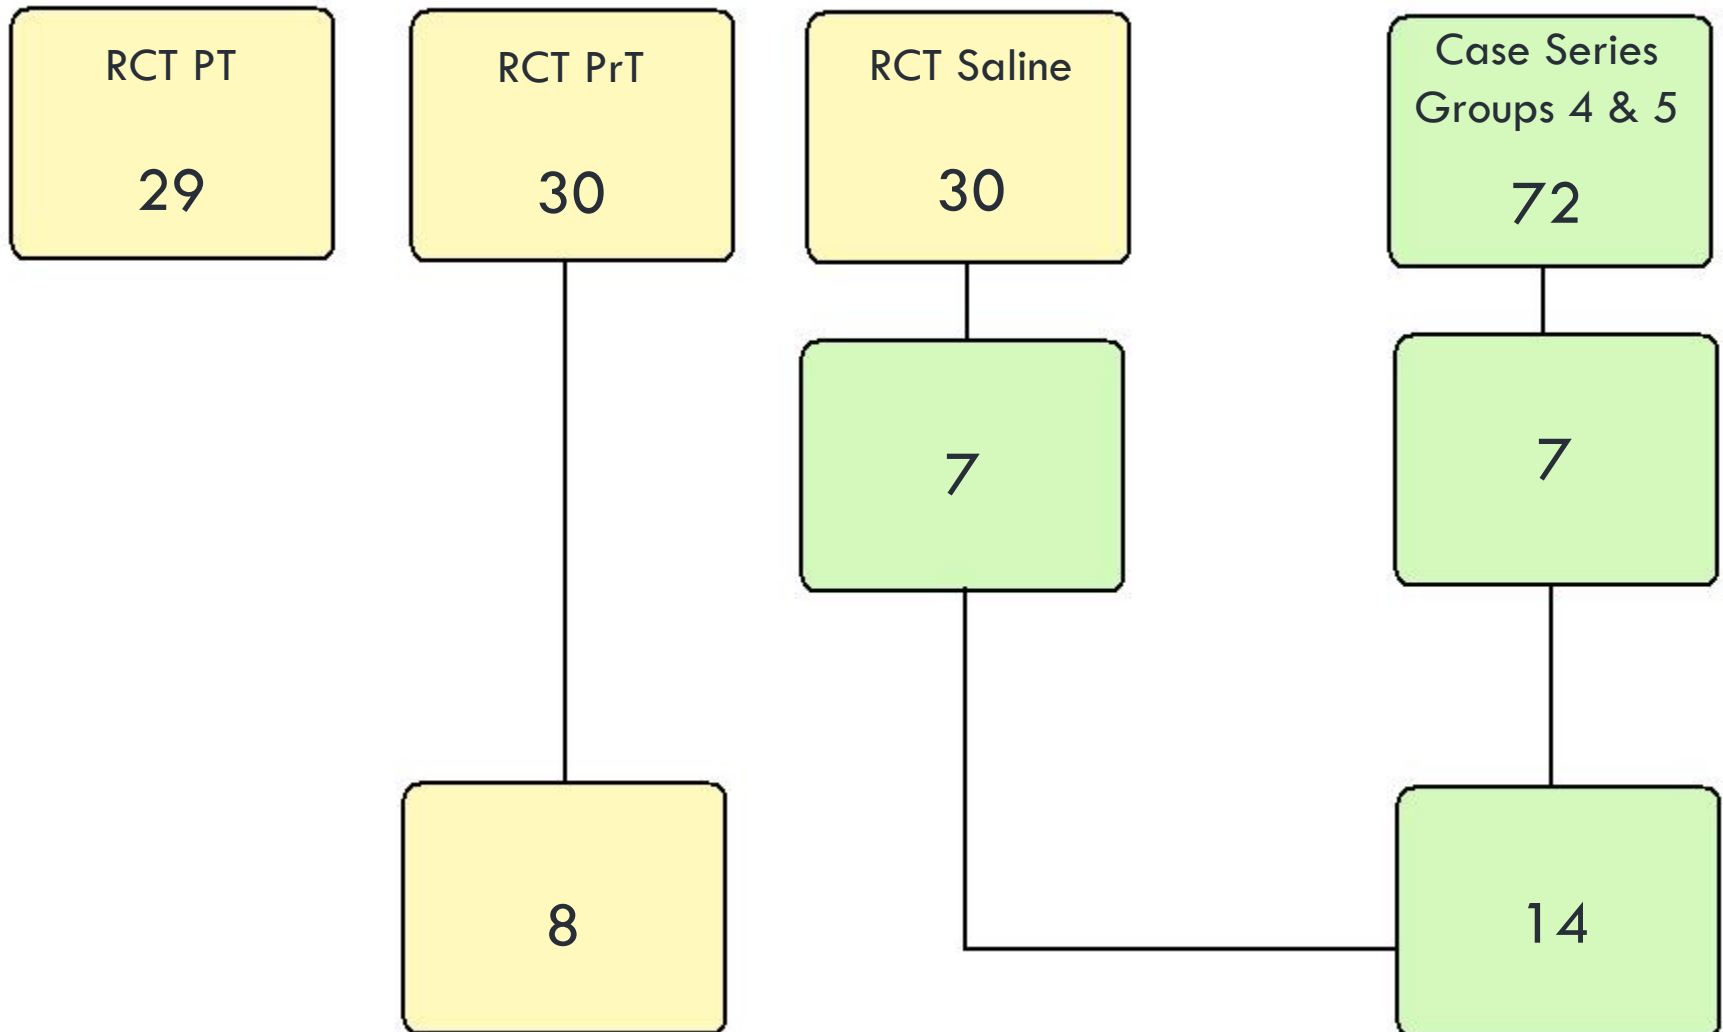 RCT PT
29
RCT PrT
30
RCT Saline
30
Case Series
Groups 4 & 5
72
7
7
8
14